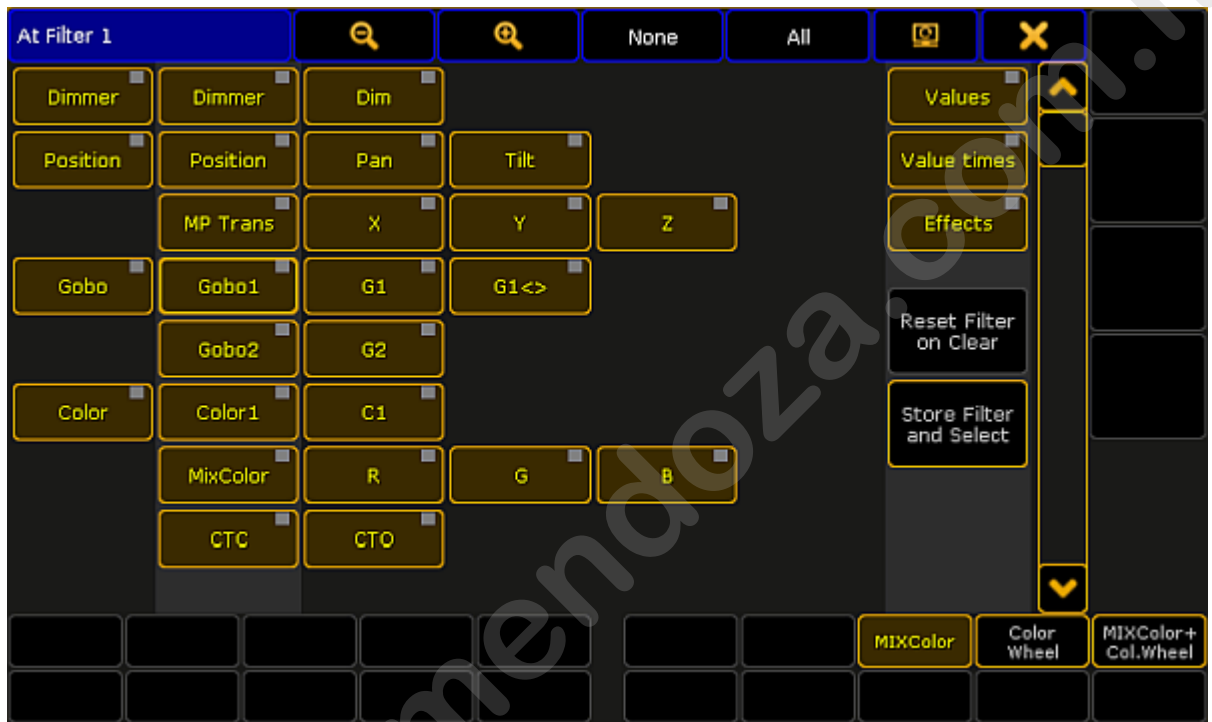 At Filter 1 None All
Dimmer Dimmer Dim Values
Position Position Pan Tilt Value times
MP Trans X Y Z Effects
Gobo Gobo1 G1 G1<>
Reset Filter
on Clear
Gobo2 G2
Color Color1 C1
Store Filter
and Select
MixColor R G B
CTC CTO
MIXColor Color
Wheel MIXColor+
Col.Wheel
mendoza.com